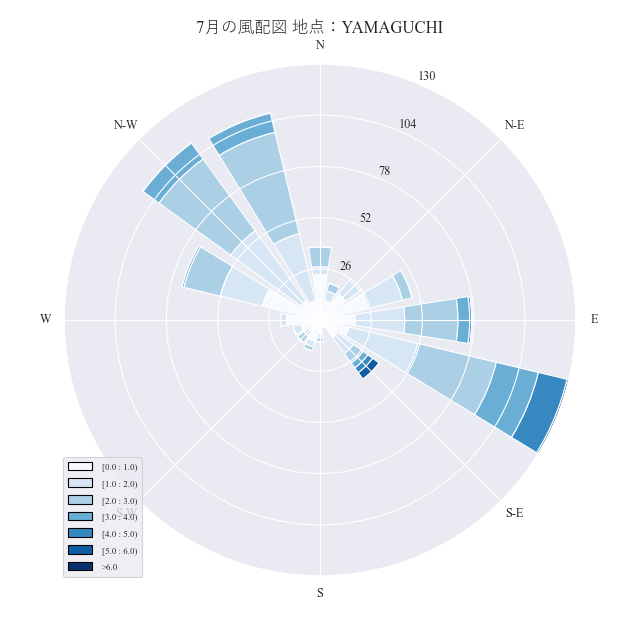 7月の風配図 地点：YAMAGUCHI
N
130
N-W
N-E
104
78
52
26
W
E
[0.0 : 1.0)
[1.0 : 2.0)
[2.0 : 3.0)
S-W
S-E
[3.0 : 4.0)
[4.0 : 5.0)
[5.0 : 6.0)
>6.0
S